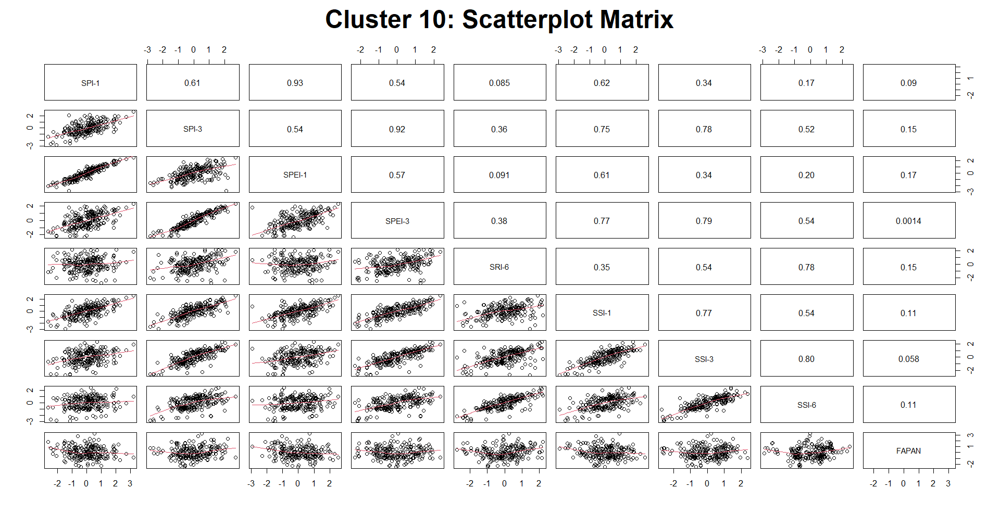 Cluster 10: Scatterplot Matrix
-3 -2 -1 0 1 2 -2 -1 0 1 2 -3 -2 -1 0 1 2 -3 -2 -1 0 1 2
SPI-1 0.61 0.93 0.54 0.085 0.62 0.34 0.17 0.09 -2 1
-3 0 2 SPI-3 0.54 0.92 0.36 0.75 0.78 0.52 0.15
SPEI-1 0.57 0.091 0.61 0.34 0.20 0.17 -3 0 2
-2 0 2 SPEI-3 0.38 0.77 0.79 0.54 0.0014
SRI-6 0.35 0.54 0.78 0.15 -2 0 2
-3 0 2 SSI-1 0.77 0.54 0.11
SSI-3 0.80 0.058 -2 0 2
-3 0 2 SSI-6 0.11
FAPAN -2 1 3
-2 -1 0 1 2 3 -3 -2 -1 0 1 2 -2 -1 0 1 2 -2 -1 0 1 2 -2 -1 0 1 2 3